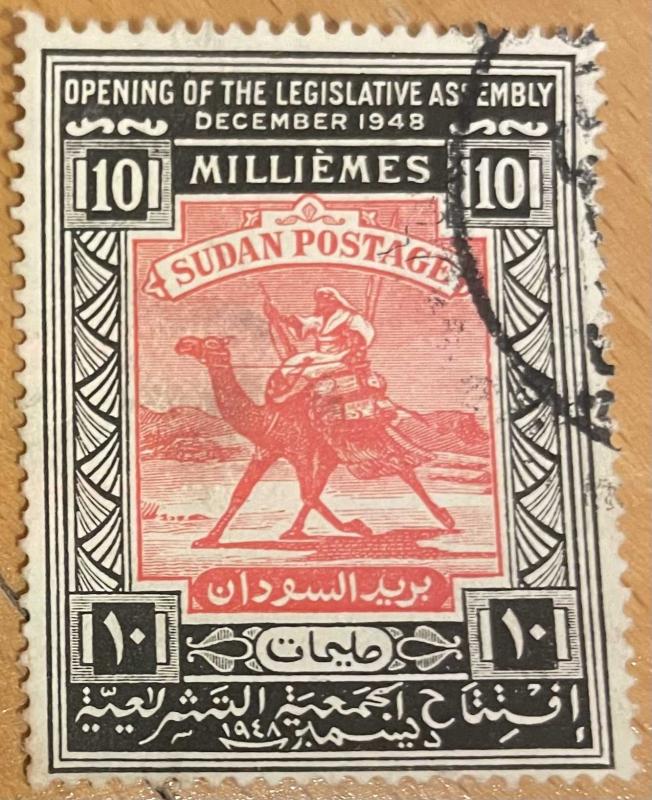 OPENING OF THE LEGISLATIVE ASSEMBLY
DECEMBER 1948
10 MILLIÈMES 10
SUDAN POSTAGE
بريد السودان
١٠ مليمات ١٠
إفتتاح الجمعية التشريعية
ديسمبر ١٩٤٨